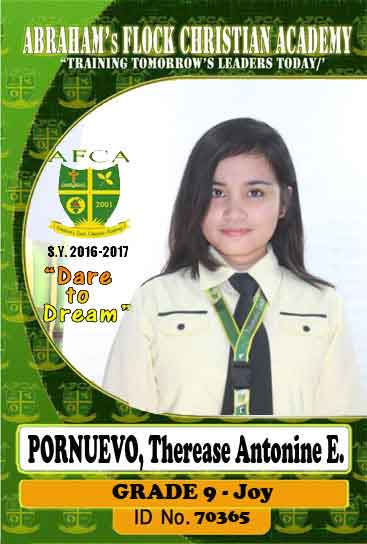 ABRAHAM's FLOCK CHRISTIAN ACADEMY
"TRAINING TOMORROW'S LEADERS TODAY/'
AFCA
2001
S.Y. 2016-2017
"Dare
to
Dream"
PORNUEVO, Therease Antonine E.
GRADE 9 - Joy
ID No. 70365